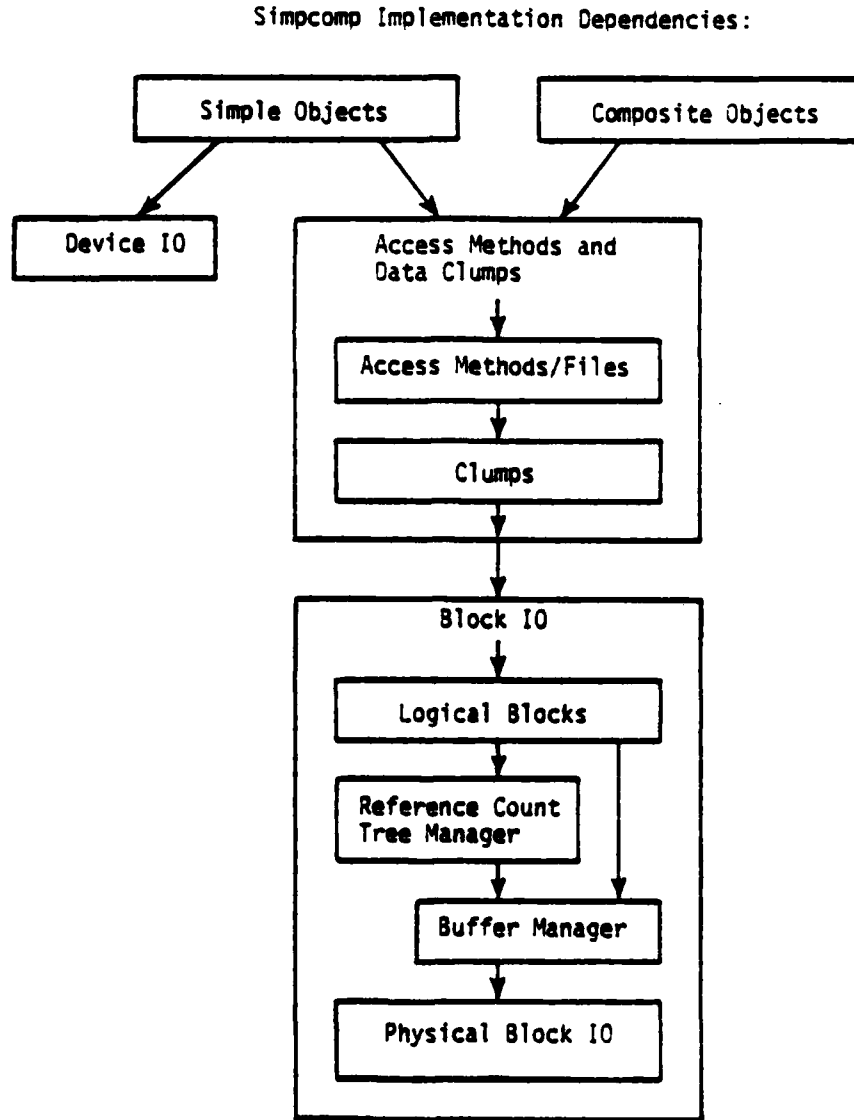 Simpcomp Implementation Dependencies:
Simple Objects
Composite Objects
Device IO
Access Methods and
Data Clumps
Access Methods/Files
Clumps
Block IO
Logical Blocks
Reference Count
Tree Manager
Buffer Manager
Physical Block IO